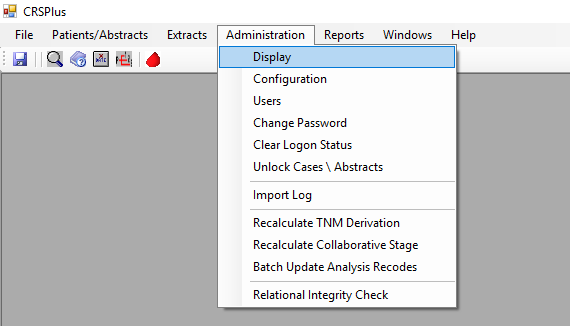 CRSPlus
File Patients/Abstracts Extracts Administration Reports Windows Help
Display
Configuration
Users
Change Password
Clear Logon Status
Unlock Cases \ Abstracts
Import Log
Recalculate TNM Derivation
Recalculate Collaborative Stage
Batch Update Analysis Recodes
Relational Integrity Check